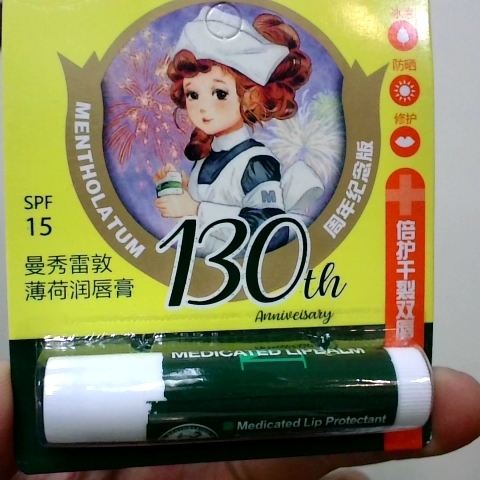 冰凉
防晒
修护
MENTHOLATUM
周年纪念版
M
SPF
15
130th
Anniveisary
曼秀雷敦
薄荷润唇膏
倍护干裂双唇
MEDICATED LIPBALM
Medicated Lip Protectant